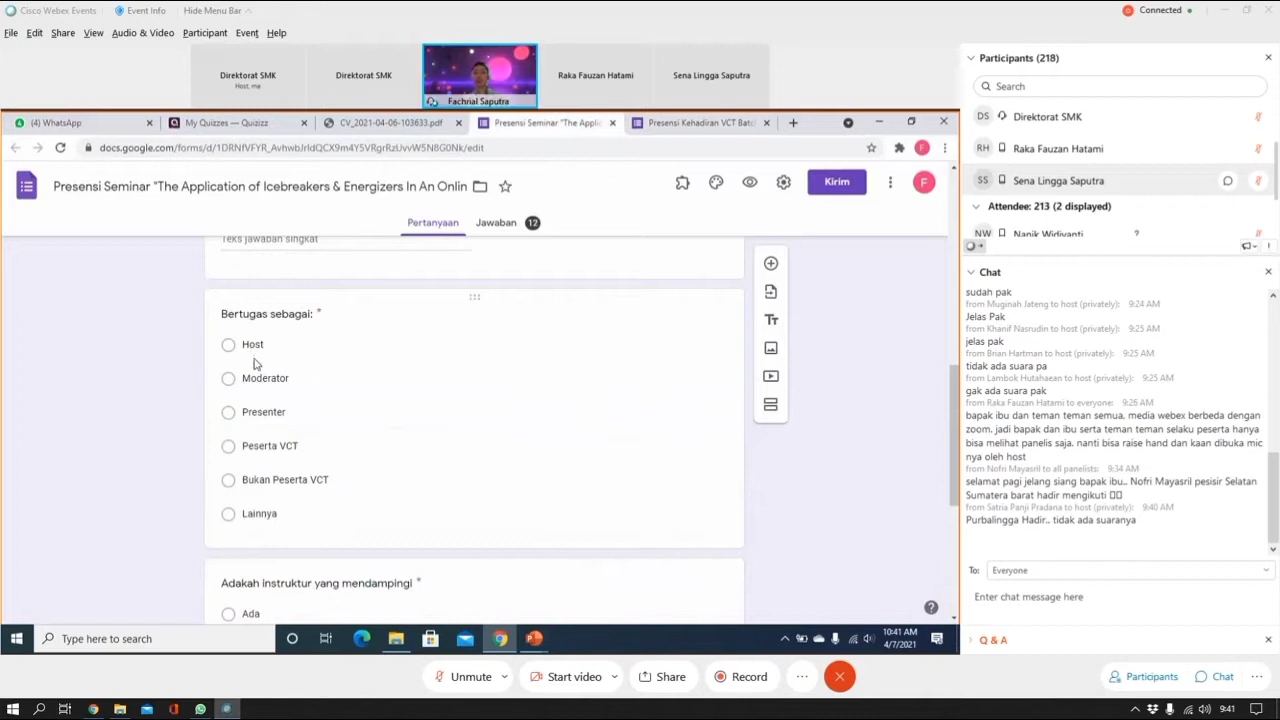 Cisco Webex Events
Event Info
Hide Menu Bar
Connected
File Edit Share View Audio & Video Participant Event Help
Direktorat SMK
Host, me
Direktorat SMK
Fachrial Saputra
Raka Fauzan Hatami
Sena Lingga Saputra
(4) WhatsApp
My Quizzes — Quizizz
CV_2021-04-06-103633.pdf
Presensi Seminar "The Applic
Presensi Kehadiran VCT Batc
docs.google.com/forms/d/1DRNfVFYR_AvhwbJrIdQCX9m4Y5VRgrRzUvvW5N8G0Nk/edit
Presensi Seminar "The Application of Icebreakers & Energizers In An Onlin
Kirim
F
Pertanyaan
Jawaban 12
Teks jawaban singkat
Bertugas sebagai: *
Host
Moderator
Presenter
Peserta VCT
Bukan Peserta VCT
Lainnya
Adakah instruktur yang mendampingi *
Ada
Type here to search
10:41 AM
4/7/2021
Participants (218)
Search
DS Direktorat SMK
RH Raka Fauzan Hatami
SS Sena Lingga Saputra
Attendee: 213 (2 displayed)
NW Nanik Widiyanti
Chat
sudah pak
from Muginah Jateng to host (privately): 9:24 AM
Jelas Pak
from Khanif Nasrudin to host (privately): 9:25 AM
jelas pak
from Brian Hartman to host (privately): 9:25 AM
tidak ada suara pa
from Lambok Hutahaean to host (privately): 9:25 AM
gak ada suara pak
from Raka Fauzan Hatami to everyone: 9:26 AM
bapak ibu dan teman teman semua, media webex berbeda dengan
zoom. jadi bapak dan ibu serta teman teman selaku peserta hanya
bisa melihat panelis saja. nanti bisa raise hand dan kaan dibuka mic
nya oleh host
from Nofri Mayasril to all panelists: 9:34 AM
selamat pagi jelang siang bapak ibu.. Nofri Mayasril pesisir Selatan
Sumatera barat hadir mengikuti
from Satria Panji Pradana to host (privately): 9:40 AM
Purbalingga Hadir.. tidak ada suaranya
To: Everyone
Enter chat message here
Q & A
Unmute
Start video
Share
Record
Participants
Chat
9:41